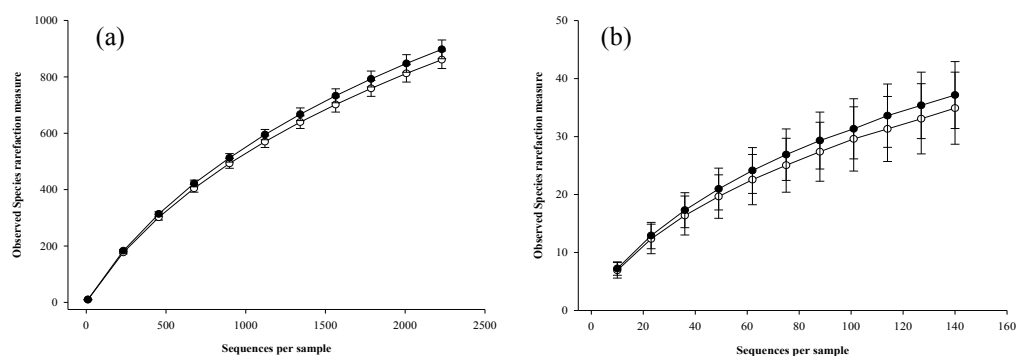 (a)
Observed Species rarefaction measure
1000
800
600
400
200
0
0 500 1000 1500 2000 2500
Sequences per sample
(b)
Observed Species rarefaction measure
50
40
30
20
10
0
0 20 40 60 80 100 120 140 160
Sequences per sample